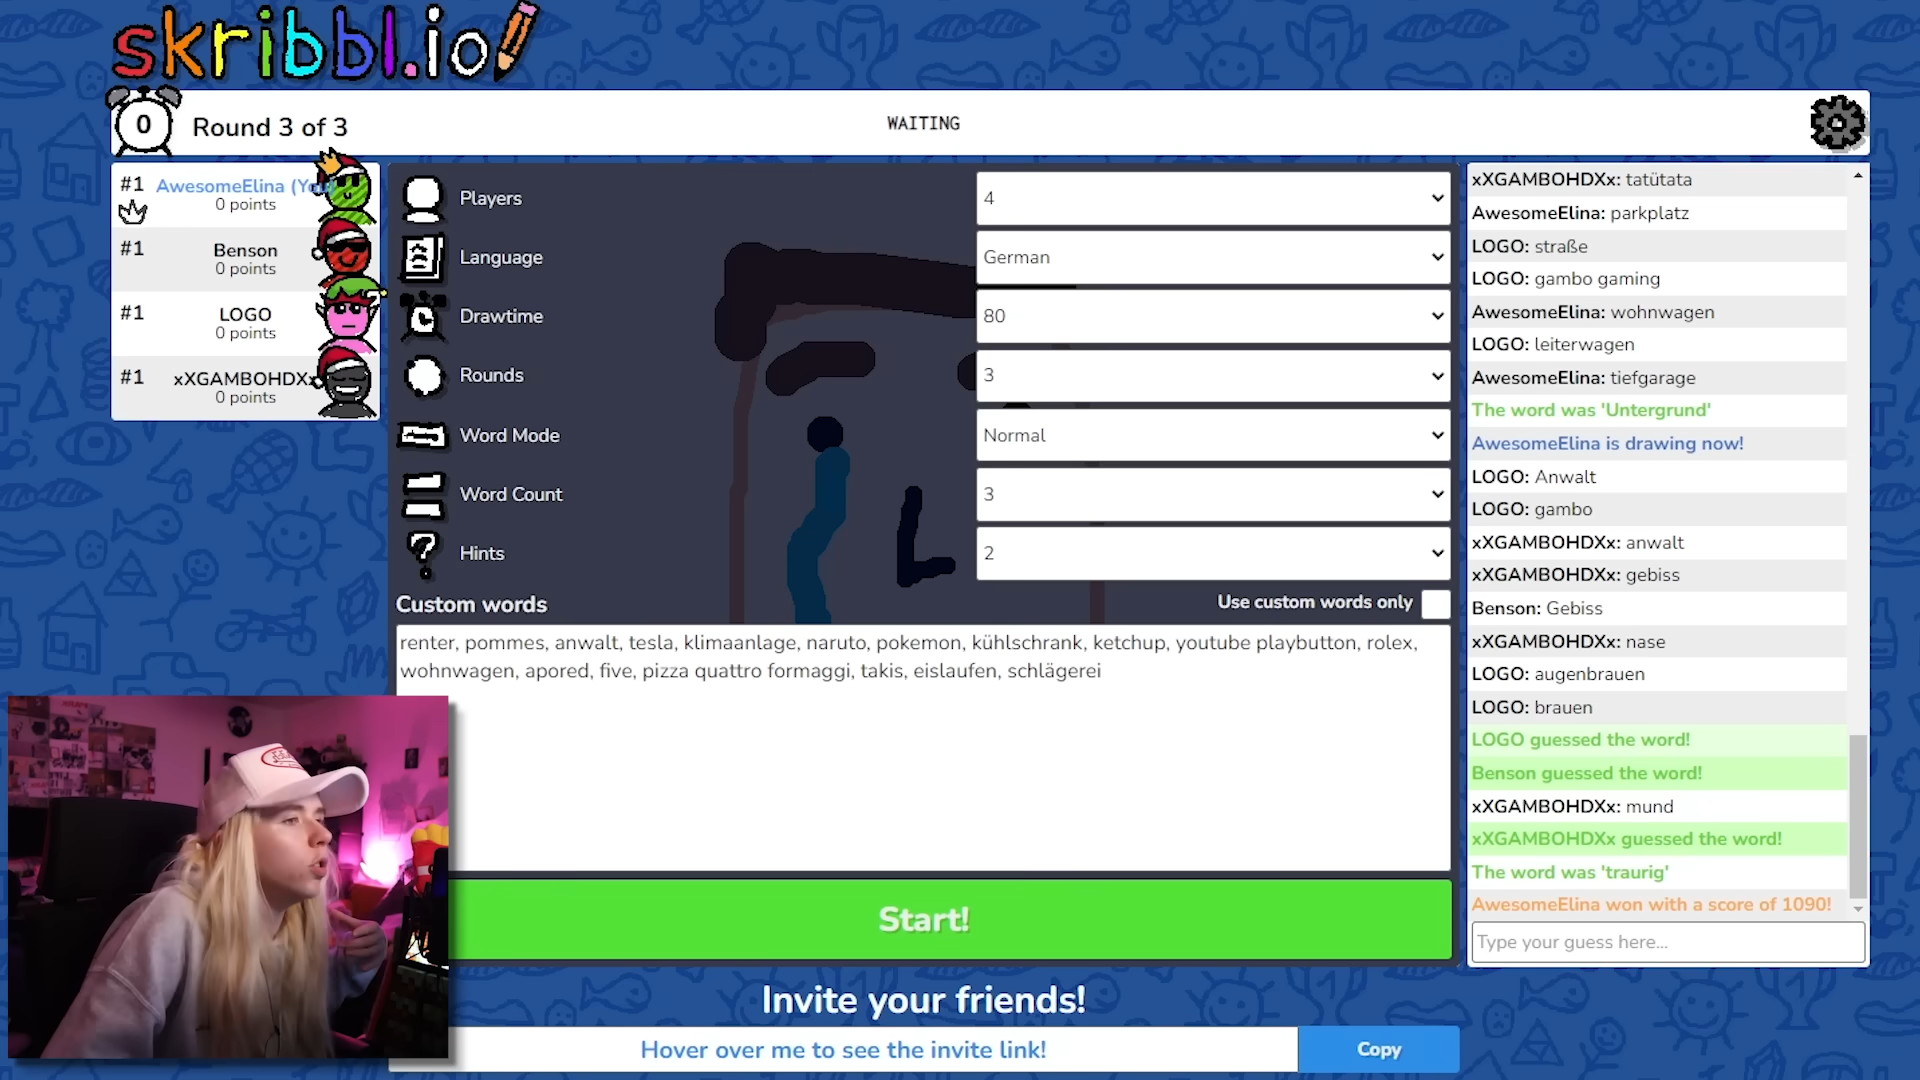 skribbl.io
0
Round 3 of 3
WAITING
#1 AwesomeElina (You)
0 points
#1 Benson
0 points
#1 LOGO
0 points
#1 xXGAMBOHDXx
0 points
Players 4
Language German
Drawtime 80
Rounds 3
Word Mode Normal
Word Count 3
Hints 2
Custom words
Use custom words only
renter, pommes, anwalt, tesla, klimaanlage, naruto, pokemon, kühlschrank, ketchup, youtube playbutton, rolex,
wohnwagen, apored, five, pizza quattro formaggi, takis, eislaufen, schlägerei
Start!
Invite your friends!
Hover over me to see the invite link!
Copy
xXGAMBOHDXx: tatütata
AwesomeElina: parkplatz
LOGO: straße
LOGO: gambo gaming
AwesomeElina: wohnwagen
LOGO: leiterwagen
AwesomeElina: tiefgarage
The word was 'Untergrund'
AwesomeElina is drawing now!
LOGO: Anwalt
LOGO: gambo
xXGAMBOHDXx: anwalt
xXGAMBOHDXx: gebiss
Benson: Gebiss
xXGAMBOHDXx: nase
LOGO: augenbrauen
LOGO: brauen
LOGO guessed the word!
Benson guessed the word!
xXGAMBOHDXx: mund
xXGAMBOHDXx guessed the word!
The word was 'traurig'
AwesomeElina won with a score of 1090!
Type your guess here...